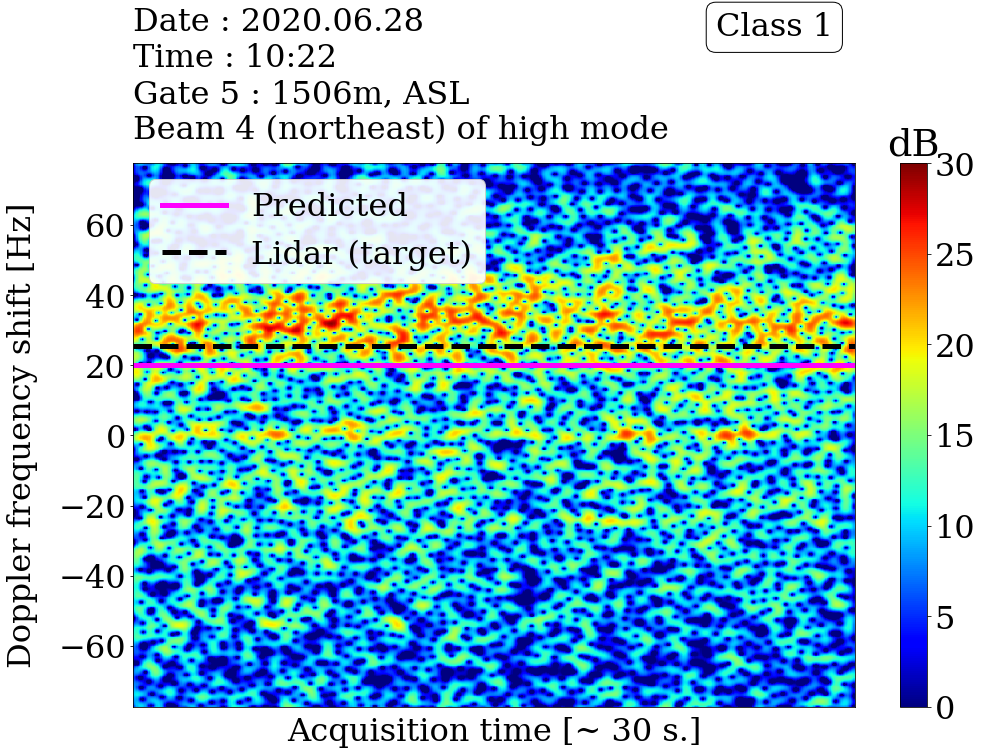 Date : 2020.06.28
Class 1
Time : 10:22
Gate 5 : 1506m, ASL
Beam 4 (northeast) of high mode
dB
Predicted
Lidar (target)
Doppler frequency shift [Hz]
60
40
20
0
−20
−40
−60
30
25
20
15
10
5
0
Acquisition time [~ 30 s.]